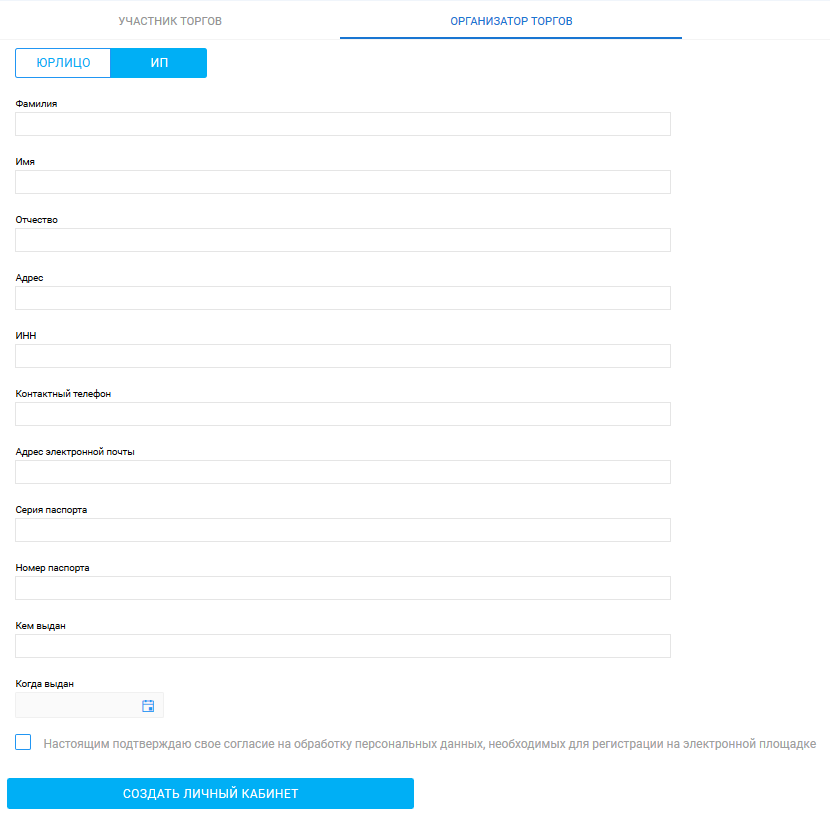 УЧАСТНИК ТОРГОВ
ОРГАНИЗАТОР ТОРГОВ
ЮРЛИЦО
ИП
Фамилия
Имя
Отчество
Адрес
ИНН
Контактный телефон
Адрес электронной почты
Серия паспорта
Номер паспорта
Кем выдан
Когда выдан
Настоящим подтверждаю свое согласие на обработку персональных данных, необходимых для регистрации на электронной площадке
СОЗДАТЬ ЛИЧНЫЙ КАБИНЕТ